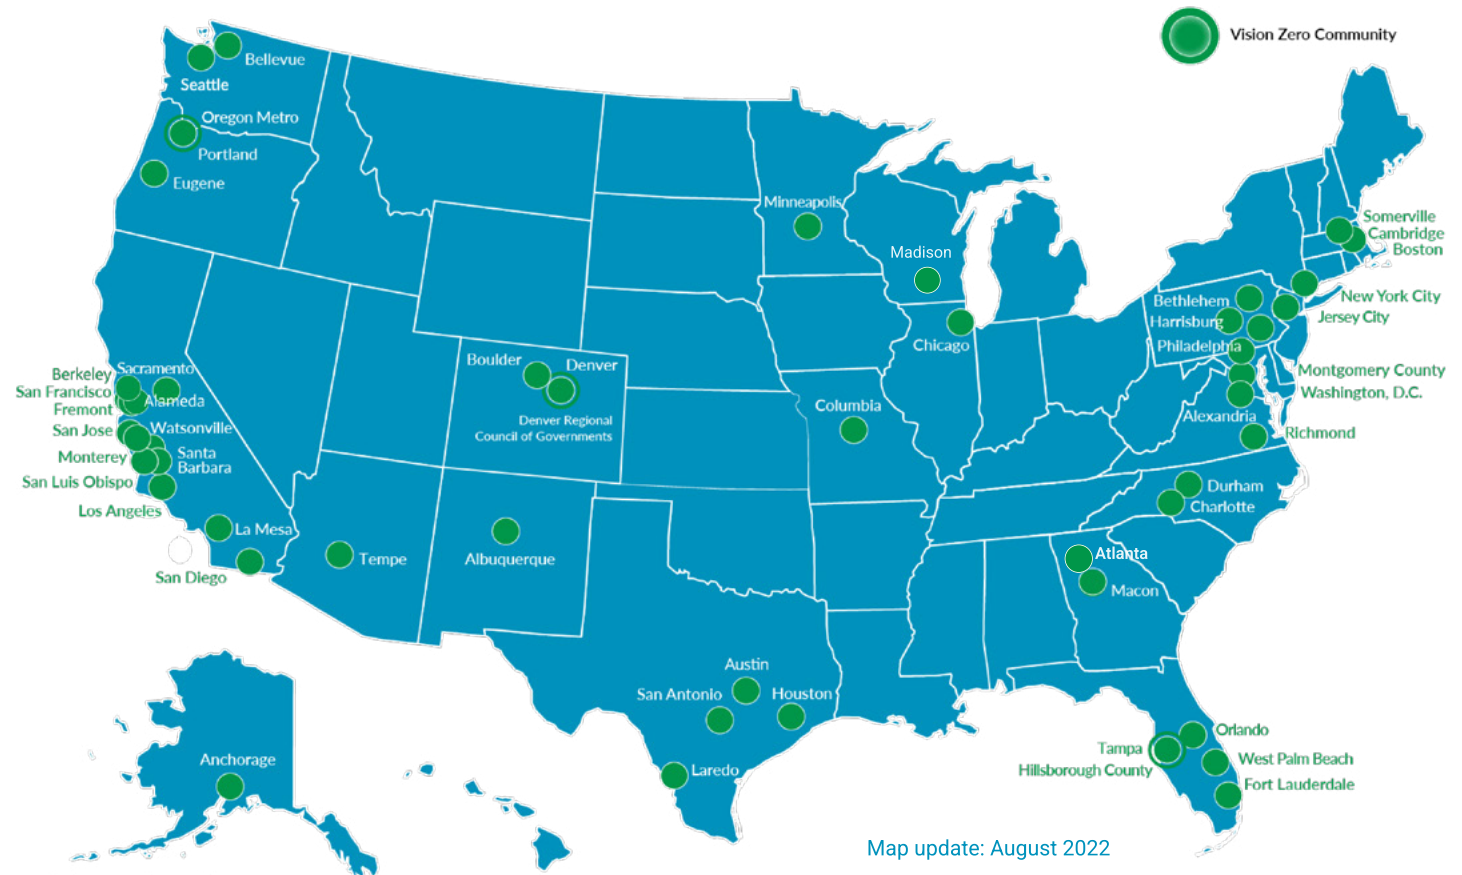 Vision Zero Community
Bellevue
Seattle
Oregon Metro
Portland
Eugene
Minneapolis
Madison
Chicago
Somerville
Cambridge
Boston
New York City
Jersey City
Bethlehem
Harrisburg
Philadelphia
Montgomery County
Washington, D.C.
Alexandria
Richmond
Boulder
Denver
Denver Regional
Council of Governments
Columbia
Berkeley
Sacramento
San Francisco
Alameda
Fremont
San Jose
Watsonville
Monterey
Santa
Barbara
San Luis Obispo
Los Angeles
La Mesa
San Diego
Tempe
Albuquerque
Durham
Charlotte
Atlanta
Macon
Austin
San Antonio
Houston
Laredo
Anchorage
Orlando
Tampa
Hillsborough County
West Palm Beach
Fort Lauderdale
Map update: August 2022